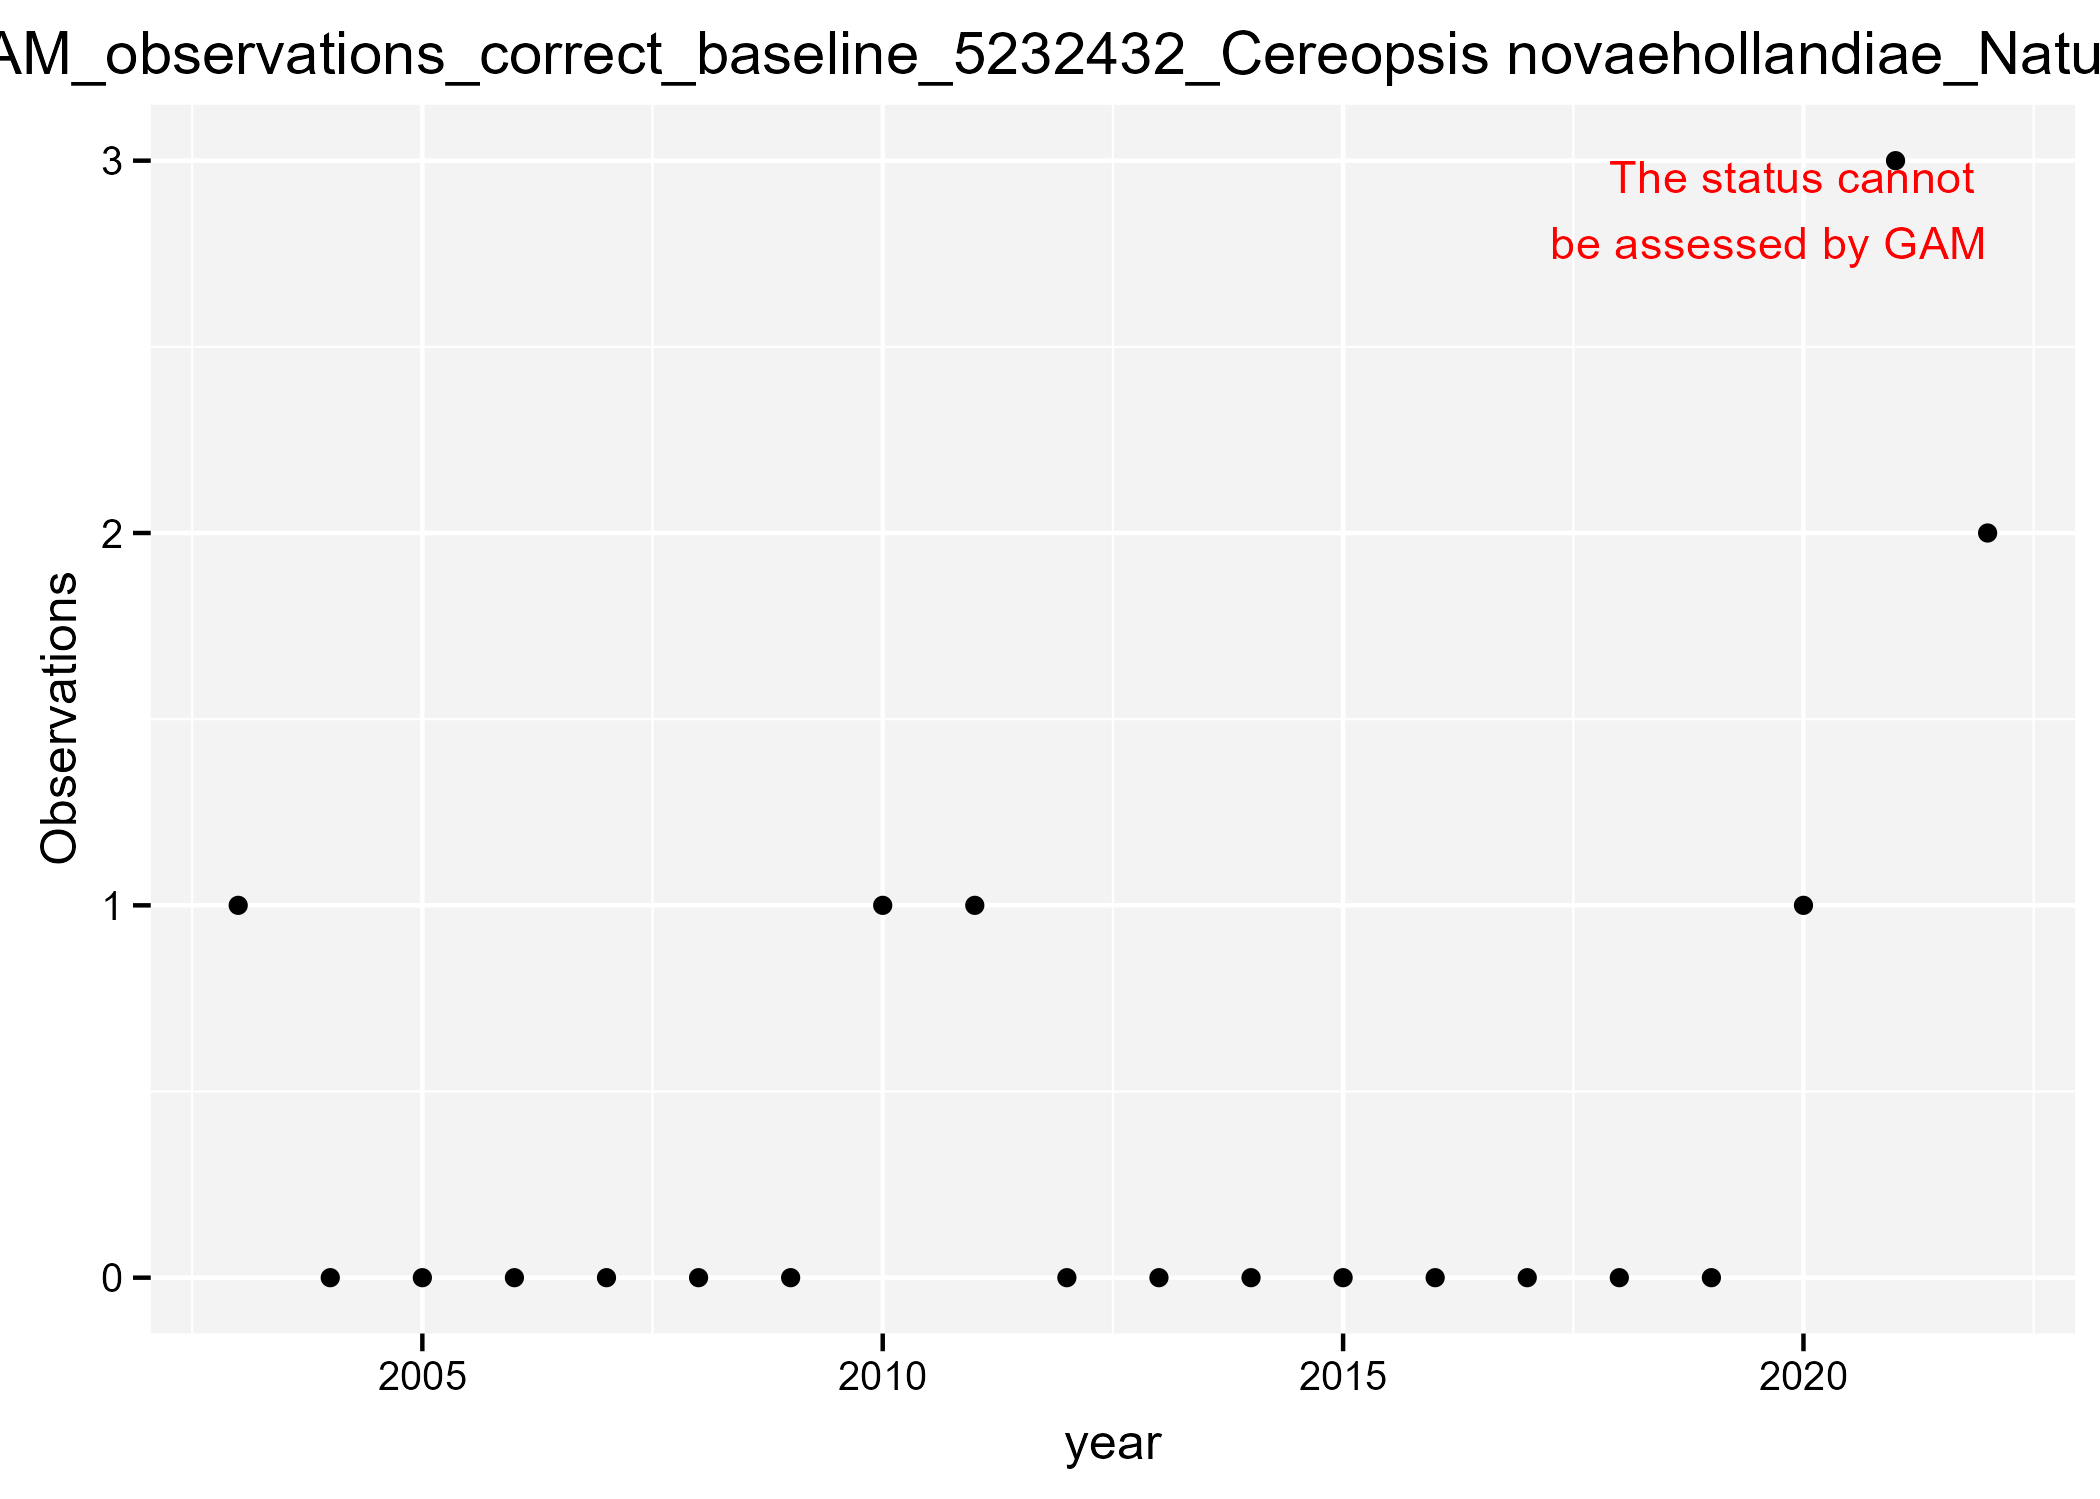 AM_observations_correct_baseline_5232432_Cereopsis novaehollandiae_Natu
3
The status cannot
be assessed by GAM
2
Observations
1
0
2005 2010 2015 2020
year